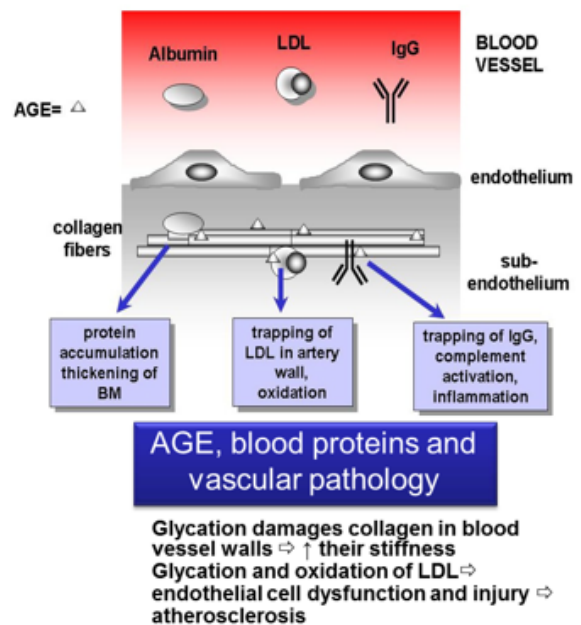 Albumin
LDL
IgG
BLOOD
VESSEL
AGE=
endothelium
collagen
fibers
sub-
endothelium
protein
accumulation
thickening of
BM
trapping of
LDL in artery
wall,
oxidation
trapping of IgG,
complement
activation,
inflammation
AGE, blood proteins and
vascular pathology
Glycation damages collagen in blood
vessel walls ⇨ ↑ their stiffness
Glycation and oxidation of LDL⇨
endothelial cell dysfunction and injury ⇨
atherosclerosis